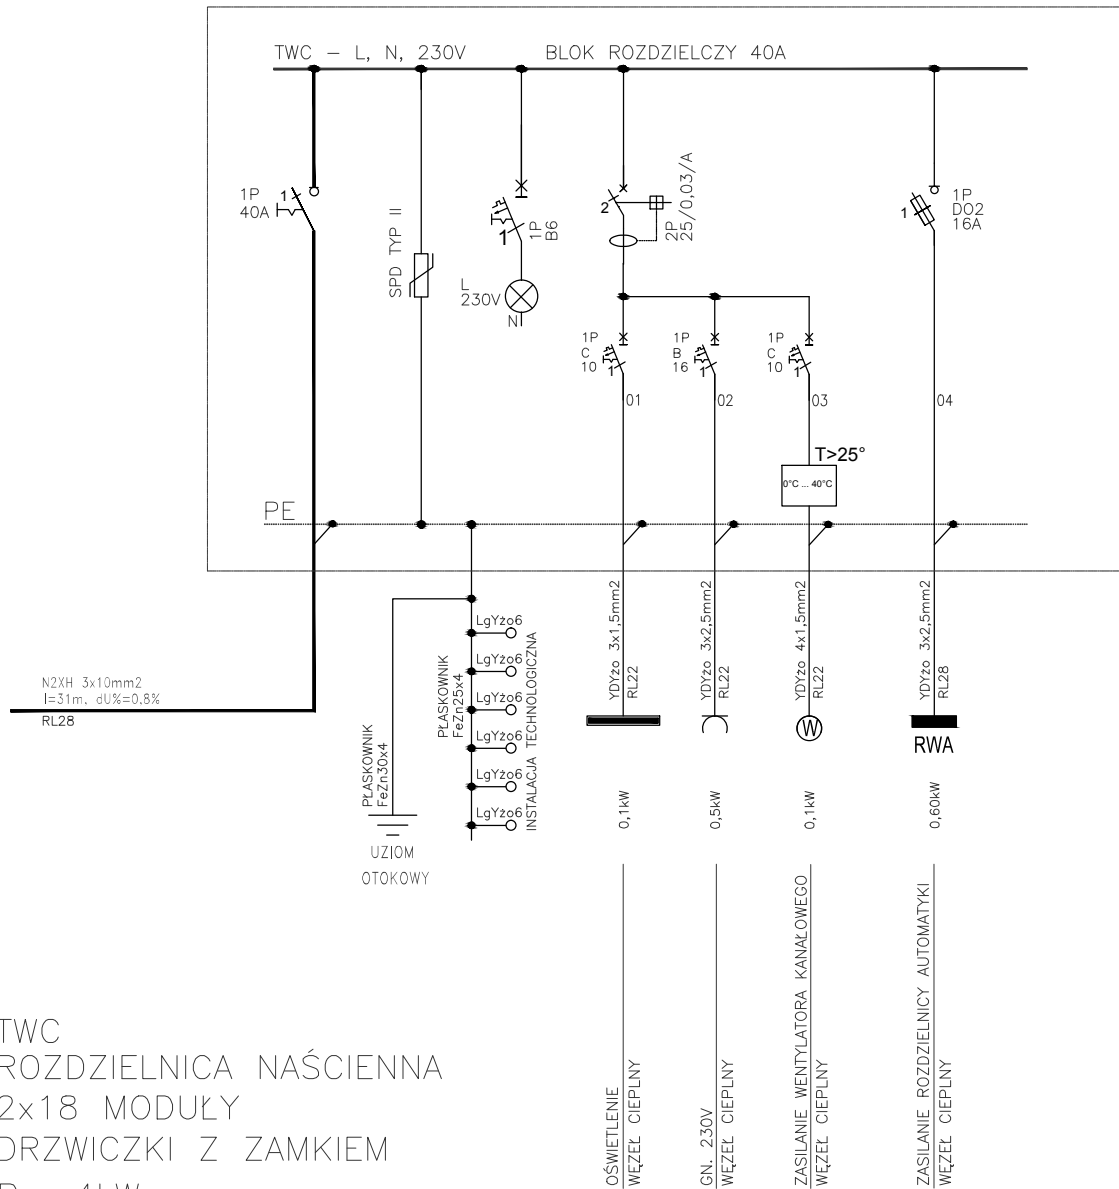 TWC – L, N, 230V
BLOK ROZDZIELCZY 40A
1P
40A
1
SPD TYP II
1
1P
B6
L
230V
N
2
2P
25/0,03/A
1
1P
DO2
16A
1P
C
10
1
1P
B
16
1
1P
C
10
1
01
02
03
04
T>25°
0°C ... 40°C
PE
N2XH 3x10mm2
l=31m, dU%=0,8%
RL28
PŁASKOWNIK
FeZn30x4
UZIOM
OTOKOWY
PŁASKOWNIK
FeZn25x4
LgYżo6
LgYżo6
LgYżo6
LgYżo6
LgYżo6
LgYżo6
INSTALACJA TECHNOLOGICZNA
YDYżo 3x1,5mm2
RL22
YDYżo 3x2,5mm2
RL22
YDYżo 4x1,5mm2
RL22
YDYżo 3x2,5mm2
RL28
W
RWA
0,1kW
0,5kW
0,1kW
0,60kW
OŚWIETLENIE
WĘZEŁ CIEPLNY
GN. 230V
WĘZEŁ CIEPLNY
ZASILANIE WENTYLATORA KANAŁOWEGO
WĘZEŁ CIEPLNY
ZASILANIE ROZDZIELNICY AUTOMATYKI
WĘZEŁ CIEPLNY
TWC
ROZDZIELNICA NAŚCIENNA
2x18 MODUŁY
DRZWICZKI Z ZAMKIEM